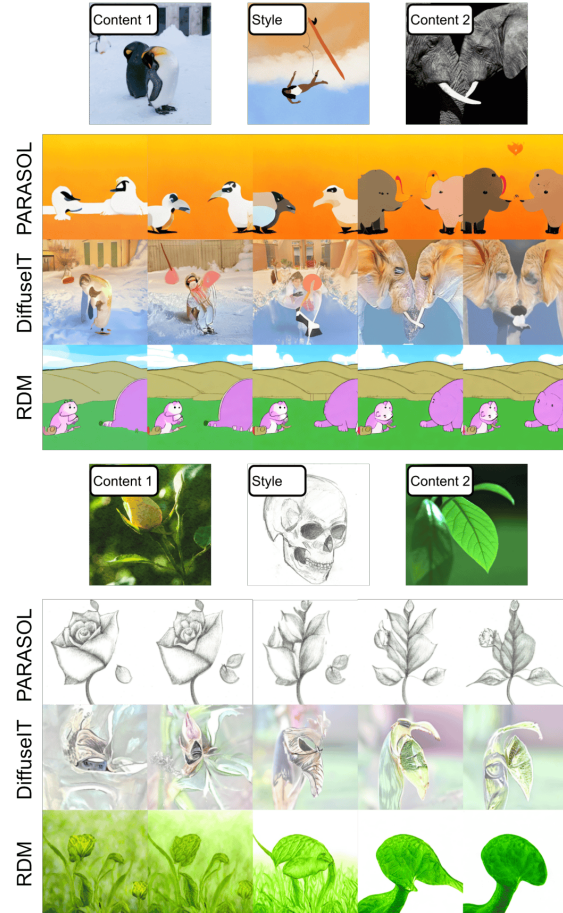 Content 1
Style
Content 2
PARASOL
DiffuseIT
RDM
Content 1
Style
Content 2
PARASOL
DiffuseIT
RDM